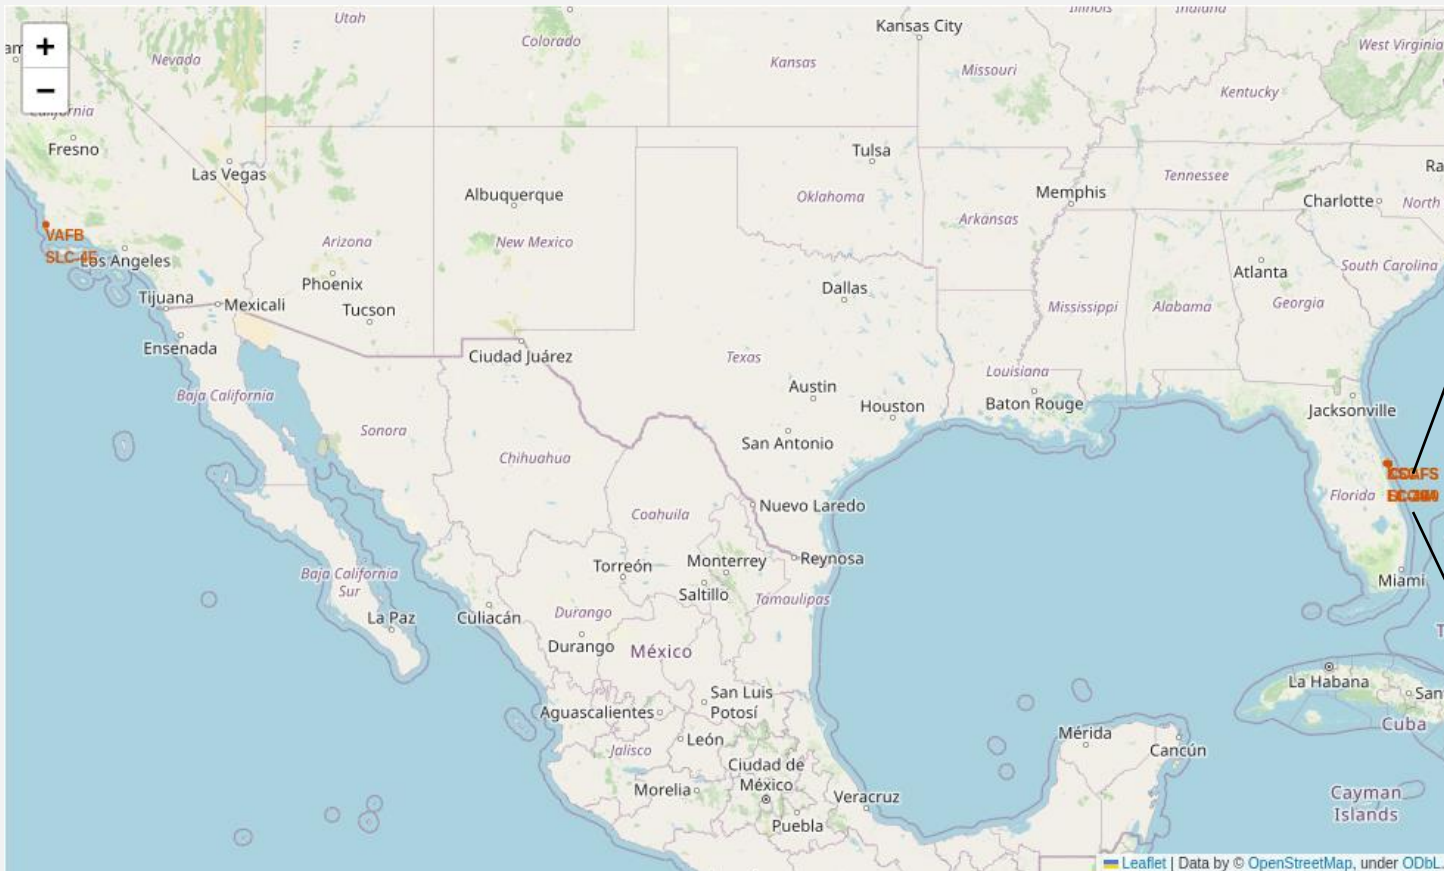 +
−
Utah
Colorado
Kansas City
Illinois
Indiana
Nevada
Kansas
Missouri
West Virginia
Kentucky
California
Fresno
Las Vegas
Tulsa
Albuquerque
Oklahoma
Memphis
Tennessee
Charlotte
North
Arkansas
VAFB
SLC-4E
Los Angeles
Arizona
New Mexico
Atlanta
South Carolina
Phoenix
Dallas
Tijuana
Mexicali
Tucson
Mississippi
Alabama
Georgia
Ensenada
Ciudad Juárez
Texas
Louisiana
Baja California
Austin
Houston
Baton Rouge
Jacksonville
Sonora
San Antonio
Chihuahua
Florida
Nuevo Laredo
Coahuila
Torreón
Monterrey
Reynosa
Baja California
Sur
Saltillo
Tamaulipas
Miami
La Paz
Culiacán
Durango
Durango
México
La Habana
San Luis
Potosí
Aguascalientes
Cuba
León
Jalisco
Mérida
Cancún
Ciudad de
México
Morelia
Veracruz
Cayman
Islands
Puebla
Leaflet | Data by © OpenStreetMap, under ODbL.